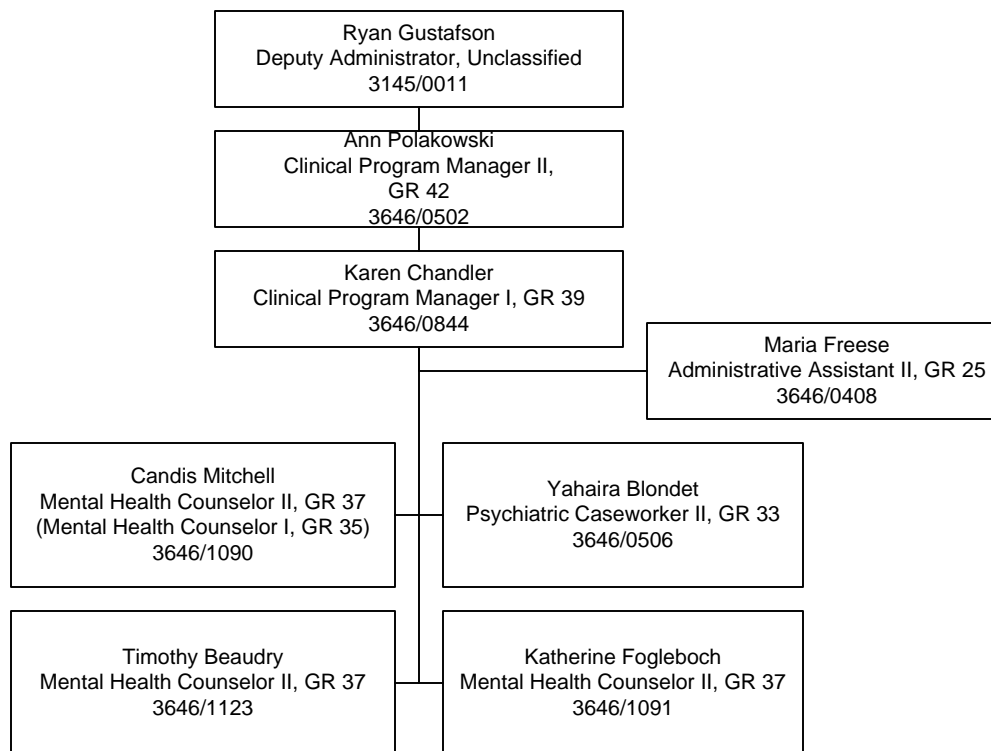 Ryan Gustafson
Deputy Administrator, Unclassified
3145/0011
Ann Polakowski
Clinical Program Manager II,
GR 42
3646/0502
Karen Chandler
Clinical Program Manager I, GR 39
3646/0844
Maria Freese
Administrative Assistant II, GR 25
3646/0408
Candis Mitchell
Mental Health Counselor II, GR 37
(Mental Health Counselor I, GR 35)
3646/1090
Yahaira Blondet
Psychiatric Caseworker II, GR 33
3646/0506
Timothy Beaudry
Mental Health Counselor II, GR 37
3646/1123
Katherine Fogleboch
Mental Health Counselor II, GR 37
3646/1091